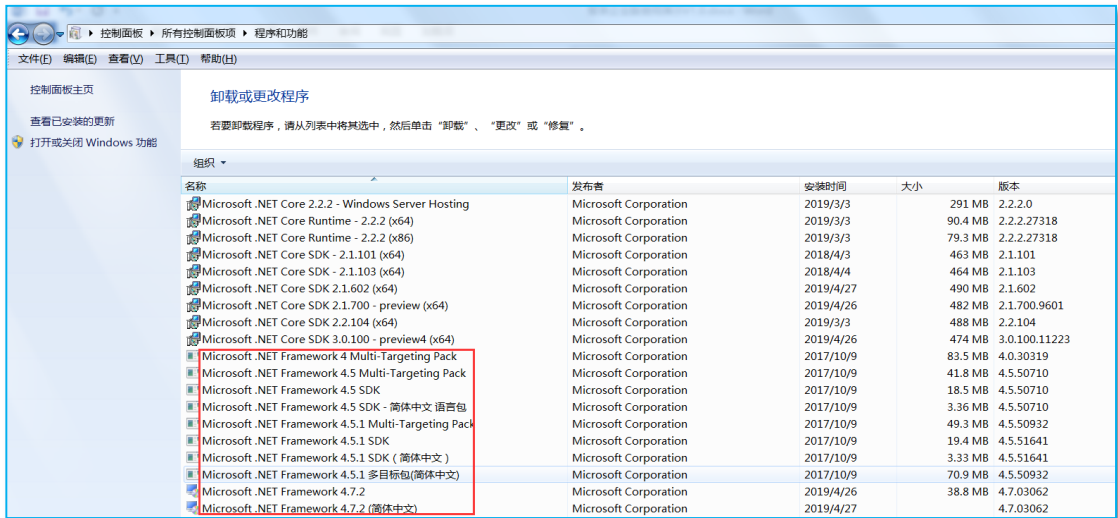 控制面板 ▸ 所有控制面板项 ▸ 程序和功能
文件(F) 编辑(E) 查看(V) 工具(T) 帮助(H)
控制面板主页
查看已安装的更新
打开或关闭 Windows 功能
卸载或更改程序
若要卸载程序，请从列表中将其选中，然后单击“卸载”、“更改”或“修复”。
组织
名称 发布者 安装时间 大小 版本
Microsoft .NET Core 2.2.2 - Windows Server Hosting Microsoft Corporation 2019/3/3 291 MB 2.2.2.0
Microsoft .NET Core Runtime - 2.2.2 (x64) Microsoft Corporation 2019/3/3 90.4 MB 2.2.2.27318
Microsoft .NET Core Runtime - 2.2.2 (x86) Microsoft Corporation 2019/3/3 79.3 MB 2.2.2.27318
Microsoft .NET Core SDK - 2.1.101 (x64) Microsoft Corporation 2018/4/3 463 MB 2.1.101
Microsoft .NET Core SDK - 2.1.103 (x64) Microsoft Corporation 2018/4/4 464 MB 2.1.103
Microsoft .NET Core SDK 2.1.602 (x64) Microsoft Corporation 2019/4/27 490 MB 2.1.602
Microsoft .NET Core SDK 2.1.700 - preview (x64) Microsoft Corporation 2019/4/26 482 MB 2.1.700.9601
Microsoft .NET Core SDK 2.2.104 (x64) Microsoft Corporation 2019/3/3 488 MB 2.2.104
Microsoft .NET Core SDK 3.0.100 - preview4 (x64) Microsoft Corporation 2019/4/26 474 MB 3.0.100.11223
Microsoft .NET Framework 4 Multi-Targeting Pack Microsoft Corporation 2017/10/9 83.5 MB 4.0.30319
Microsoft .NET Framework 4.5 Multi-Targeting Pack Microsoft Corporation 2017/10/9 41.8 MB 4.5.50710
Microsoft .NET Framework 4.5 SDK Microsoft Corporation 2017/10/9 18.5 MB 4.5.50710
Microsoft .NET Framework 4.5 SDK - 简体中文 语言包 Microsoft Corporation 2017/10/9 3.36 MB 4.5.50710
Microsoft .NET Framework 4.5.1 Multi-Targeting Pack Microsoft Corporation 2017/10/9 49.3 MB 4.5.50932
Microsoft .NET Framework 4.5.1 SDK Microsoft Corporation 2017/10/9 19.4 MB 4.5.51641
Microsoft .NET Framework 4.5.1 SDK（简体中文） Microsoft Corporation 2017/10/9 3.33 MB 4.5.51641
Microsoft .NET Framework 4.5.1 多目标包(简体中文) Microsoft Corporation 2017/10/9 70.9 MB 4.5.50932
Microsoft .NET Framework 4.7.2 Microsoft Corporation 2019/4/26 38.8 MB 4.7.03062
Microsoft .NET Framework 4.7.2 (简体中文) Microsoft Corporation 2019/4/27 4.7.03062